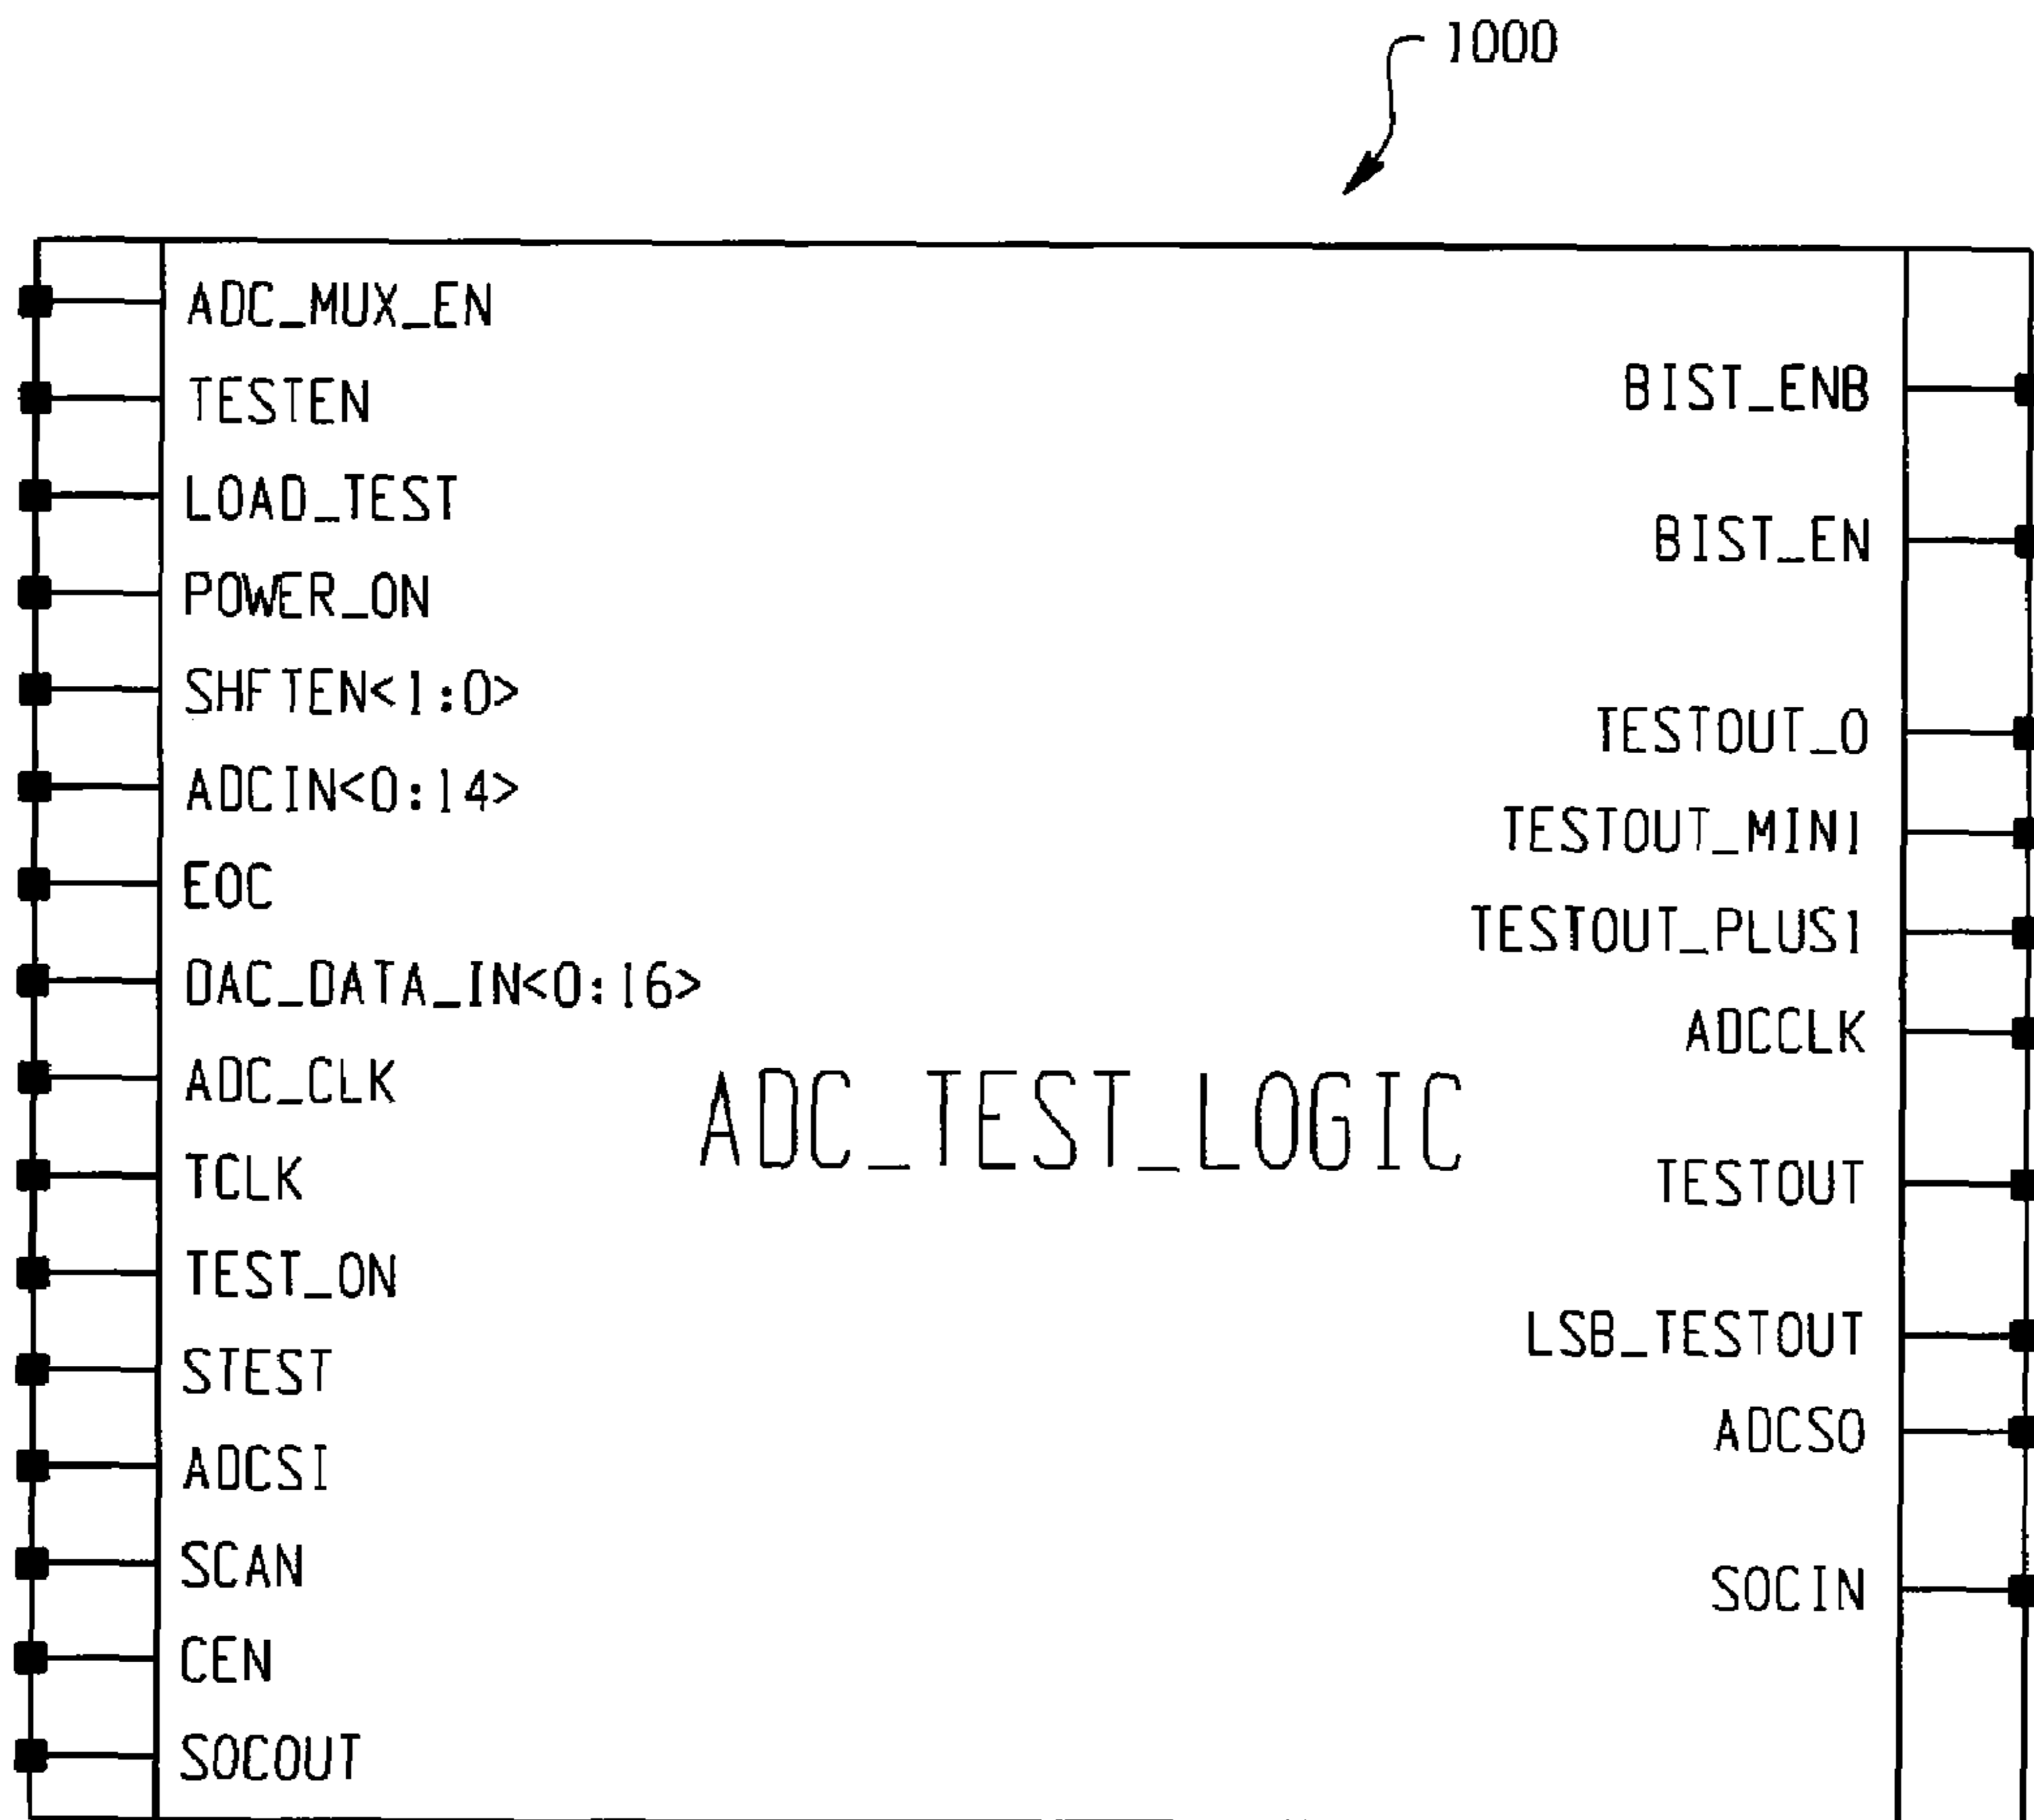 1000
ADC_MUX_EN
TESTEN
LOAD_TEST
POWER_ON
SHFTEN<1:0>
ADCIN<0:14>
EOC
DAC_DATA_IN<0:16>
ADC_CLK
TCLK
TEST_ON
STEST
ADCSI
SCAN
CEN
SOCOUT
ADC_TEST_LOGIC
BIST_ENB
BIST_EN
TESTOUT_0
TESTOUT_MIN1
TESTOUT_PLUS1
ADCCLK
TESTOUT
LSB_TESTOUT
ADCSO
SOCIN